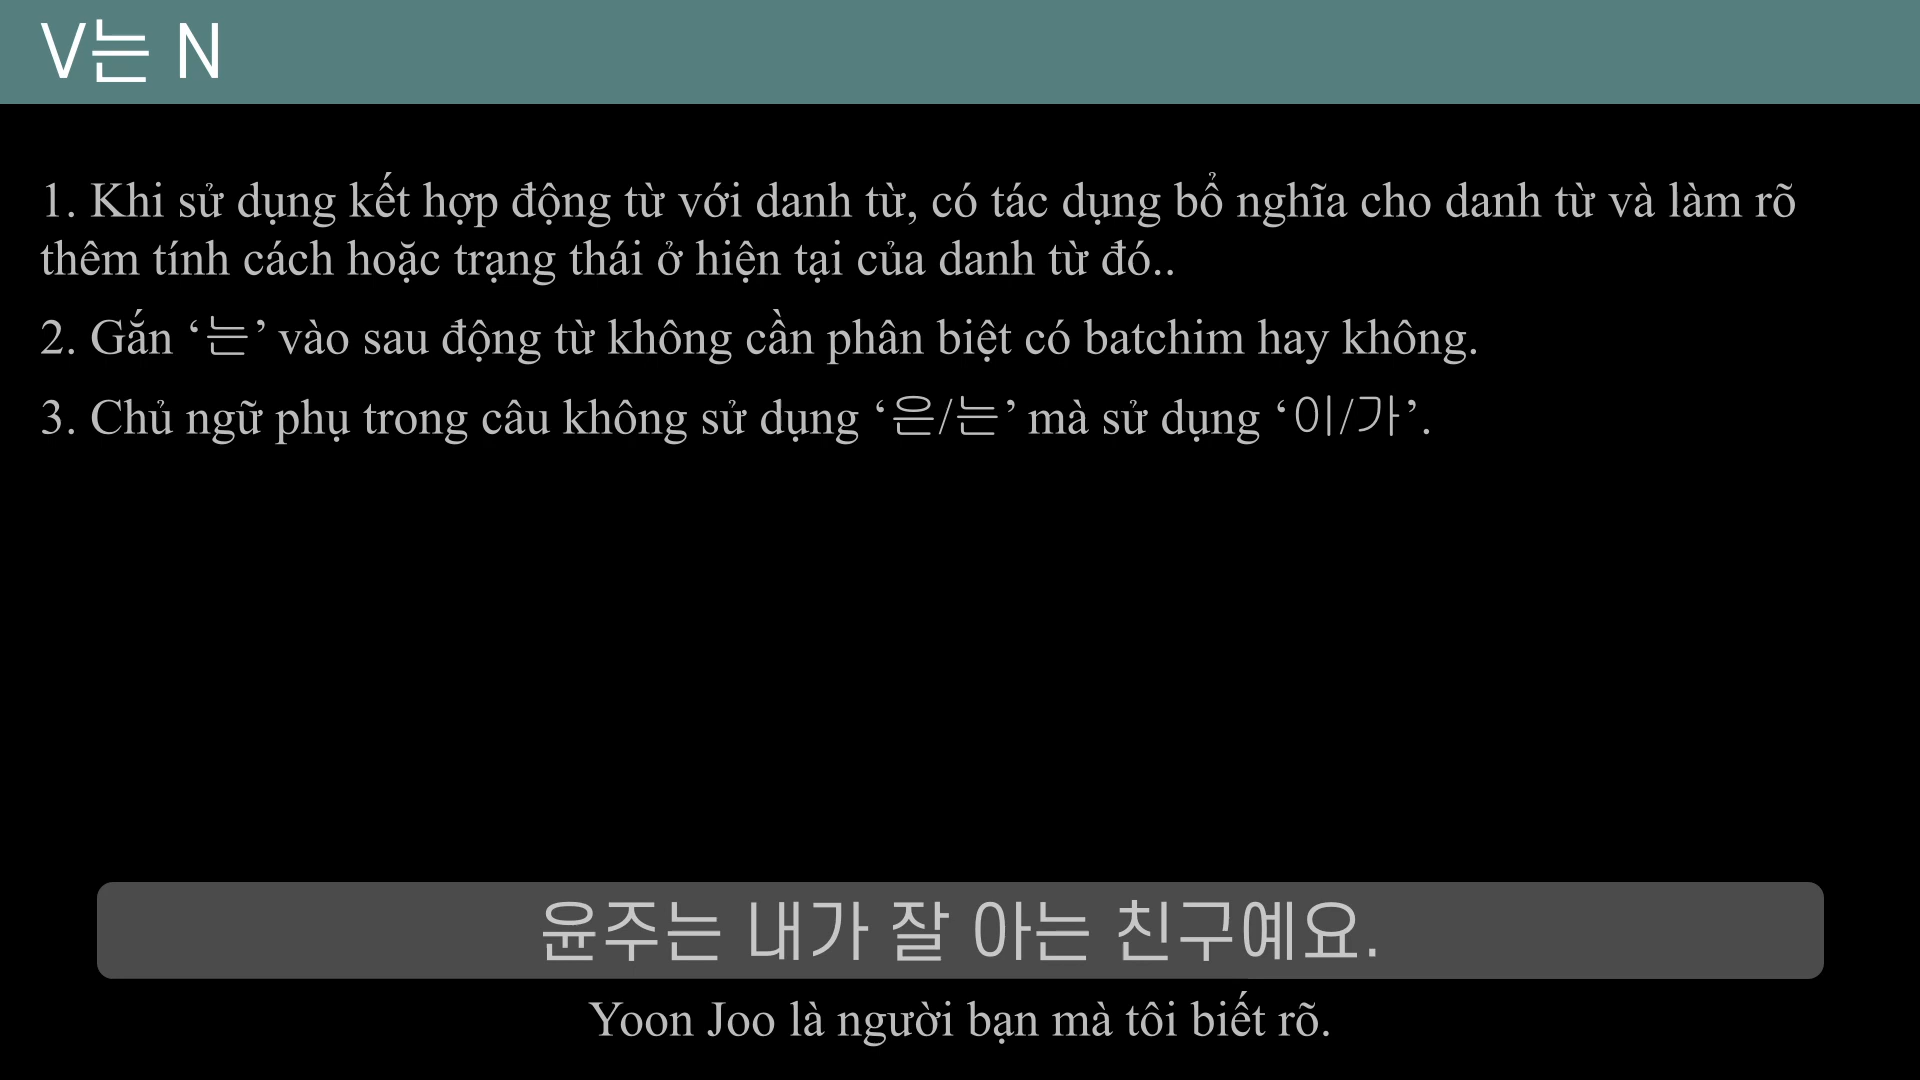 V는 N
1. Khi sử dụng kết hợp động từ với danh từ, có tác dụng bổ nghĩa cho danh từ và làm rõ
thêm tính cách hoặc trạng thái ở hiện tại của danh từ đó..
2. Gắn ‘는’ vào sau động từ không cần phân biệt có batchim hay không.
3. Chủ ngữ phụ trong câu không sử dụng ‘은/는’ mà sử dụng ‘이/가’.
윤주는 내가 잘 아는 친구예요.
Yoon Joo là người bạn mà tôi biết rõ.